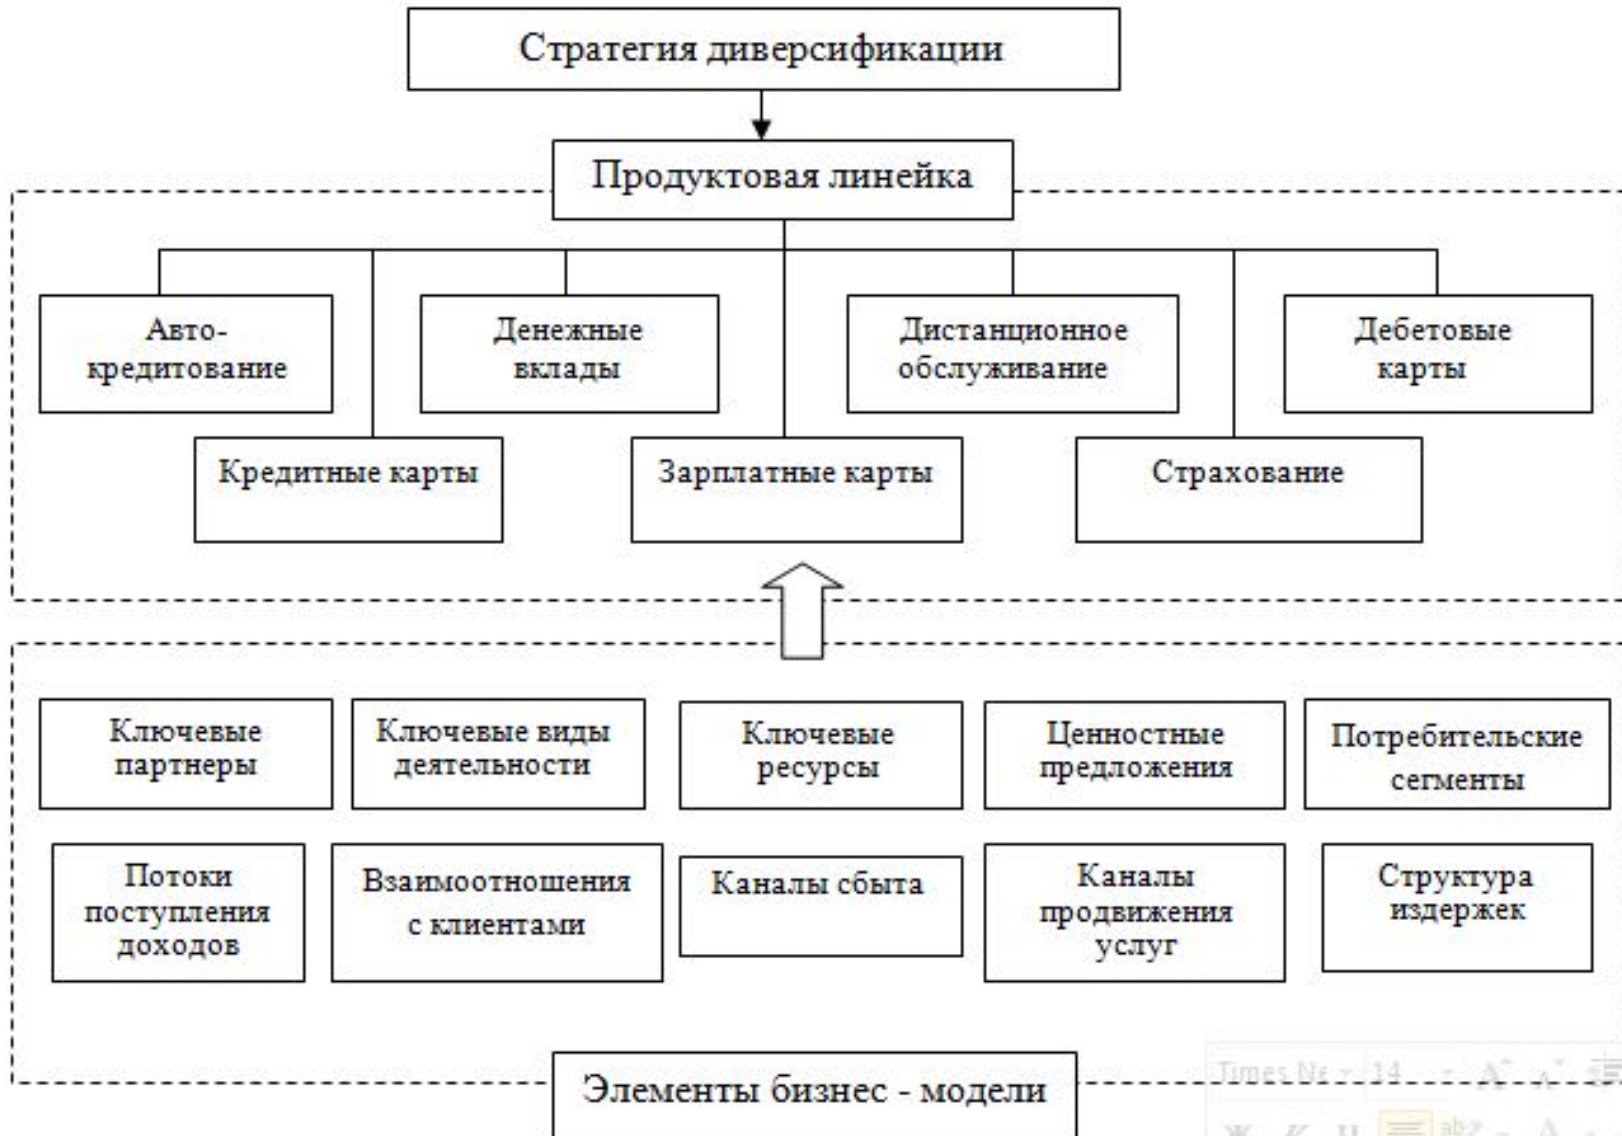 Стратегия диверсификации
Продуктовая линейка
Авто-
кредитование
Денежные
вклады
Дистанционное
обслуживание
Дебетовые
карты
Кредитные карты
Зарплатные карты
Страхование
Ключевые
партнеры
Ключевые виды
деятельности
Ключевые
ресурсы
Ценностные
предложения
Потребительские
сегменты
Потоки
поступления
доходов
Взаимоотношения
с клиентами
Каналы сбыта
Каналы
продвижения
услуг
Структура
издержек
Элементы бизнес - модели
Times Ne 14